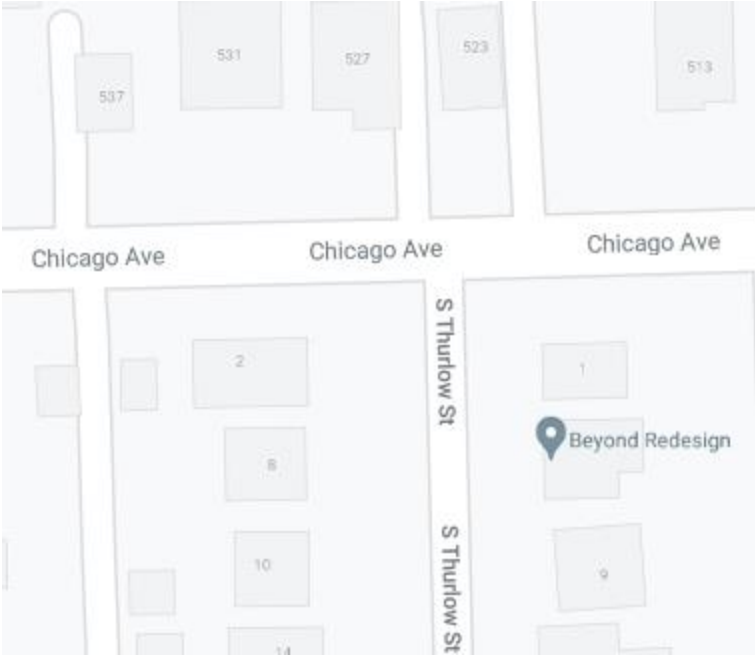 531
527
523
513
537
Chicago Ave
Chicago Ave
Chicago Ave
S Thurlow St
2
1
Beyond Redesign
8
S Thurlow St
10
9
14